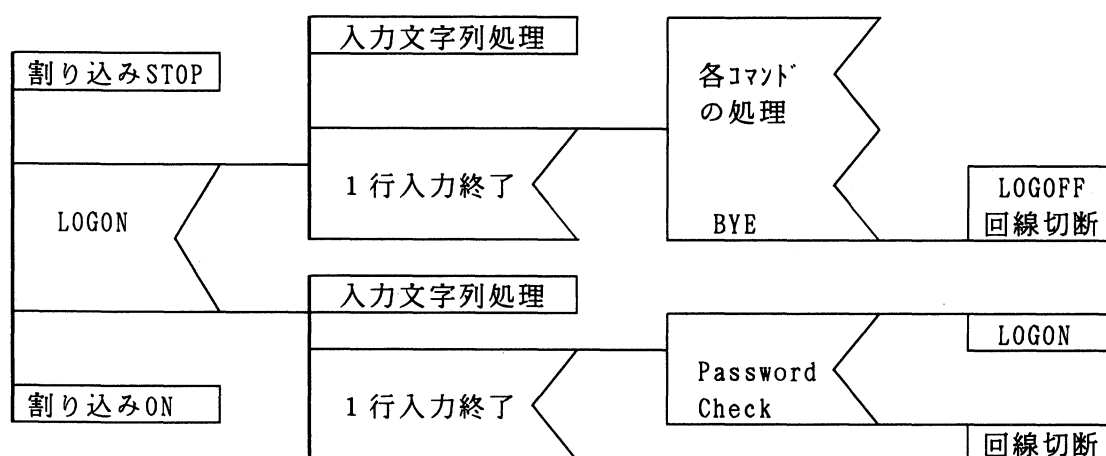 割り込みSTOP
LOGON
割り込みON
入力文字列処理
1行入力終了
入力文字列処理
1行入力終了
各コマンド
の処理
BYE
Password
Check
LOGOFF
回線切断
LOGON
回線切断